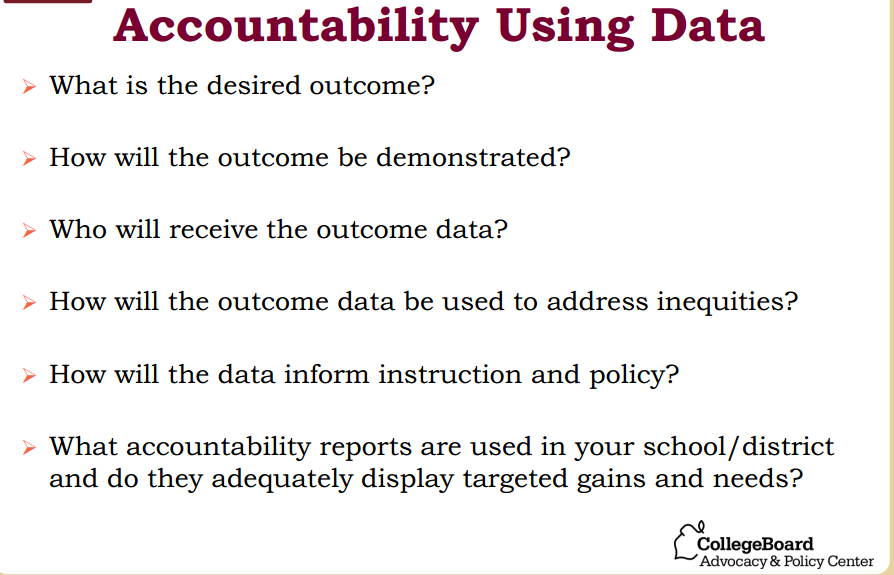 Accountability Using Data
What is the desired outcome?
How will the outcome be demonstrated?
Who will receive the outcome data?
How will the outcome data be used to address inequities?
How will the data inform instruction and policy?
What accountability reports are used in your school/district
and do they adequately display targeted gains and needs?
CollegeBoard
Advocacy & Policy Center